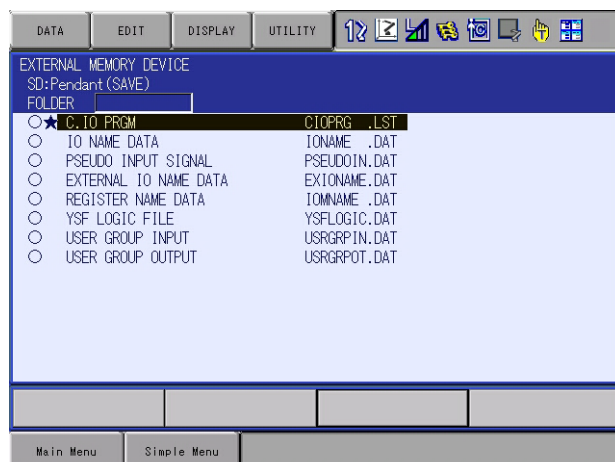 DATA EDIT DISPLAY UTILITY
EXTERNAL MEMORY DEVICE
SD:Pendant(SAVE)
FOLDER
★ C.IO PRGM CIOPRG .LST
IO NAME DATA IONAME .DAT
PSEUDO INPUT SIGNAL PSEUDOIN.DAT
EXTERNAL IO NAME DATA EXIONAME.DAT
REGISTER NAME DATA IOMNAME .DAT
YSF LOGIC FILE YSFLOGIC.DAT
USER GROUP INPUT USRGRPIN.DAT
USER GROUP OUTPUT USRGRPOT.DAT
Main Menu Simple Menu